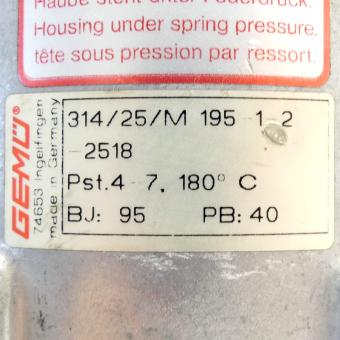 Haube steht unter Federdruck.
Housing under spring pressure.
tête sous pression par ressort.
GEMÜ
74653 Ingelfingen
made in Germany
314/25/M 195 1 2
-2518
Pst.4-7, 180° C
BJ: 95 PB: 40